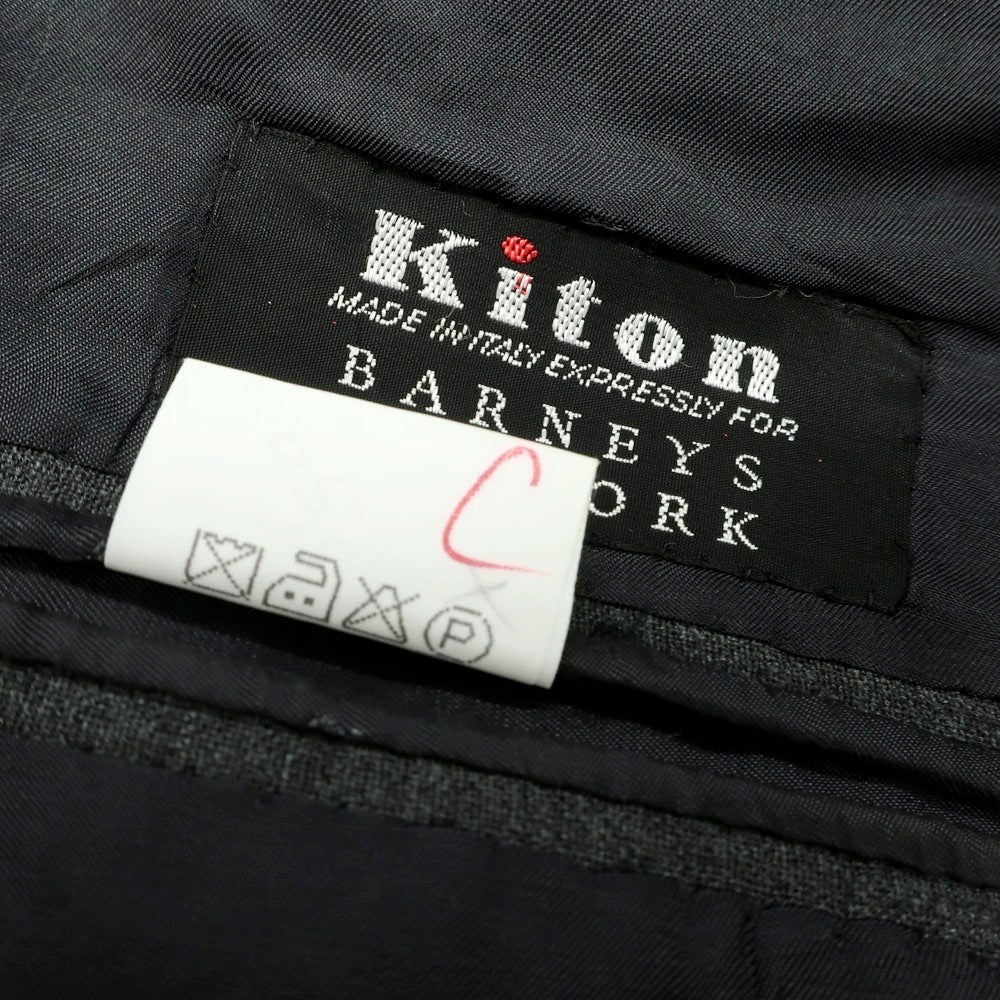 Kiton
MADE IN ITALY EXPRESSLY FOR
BARNEYS
ORK
C
P